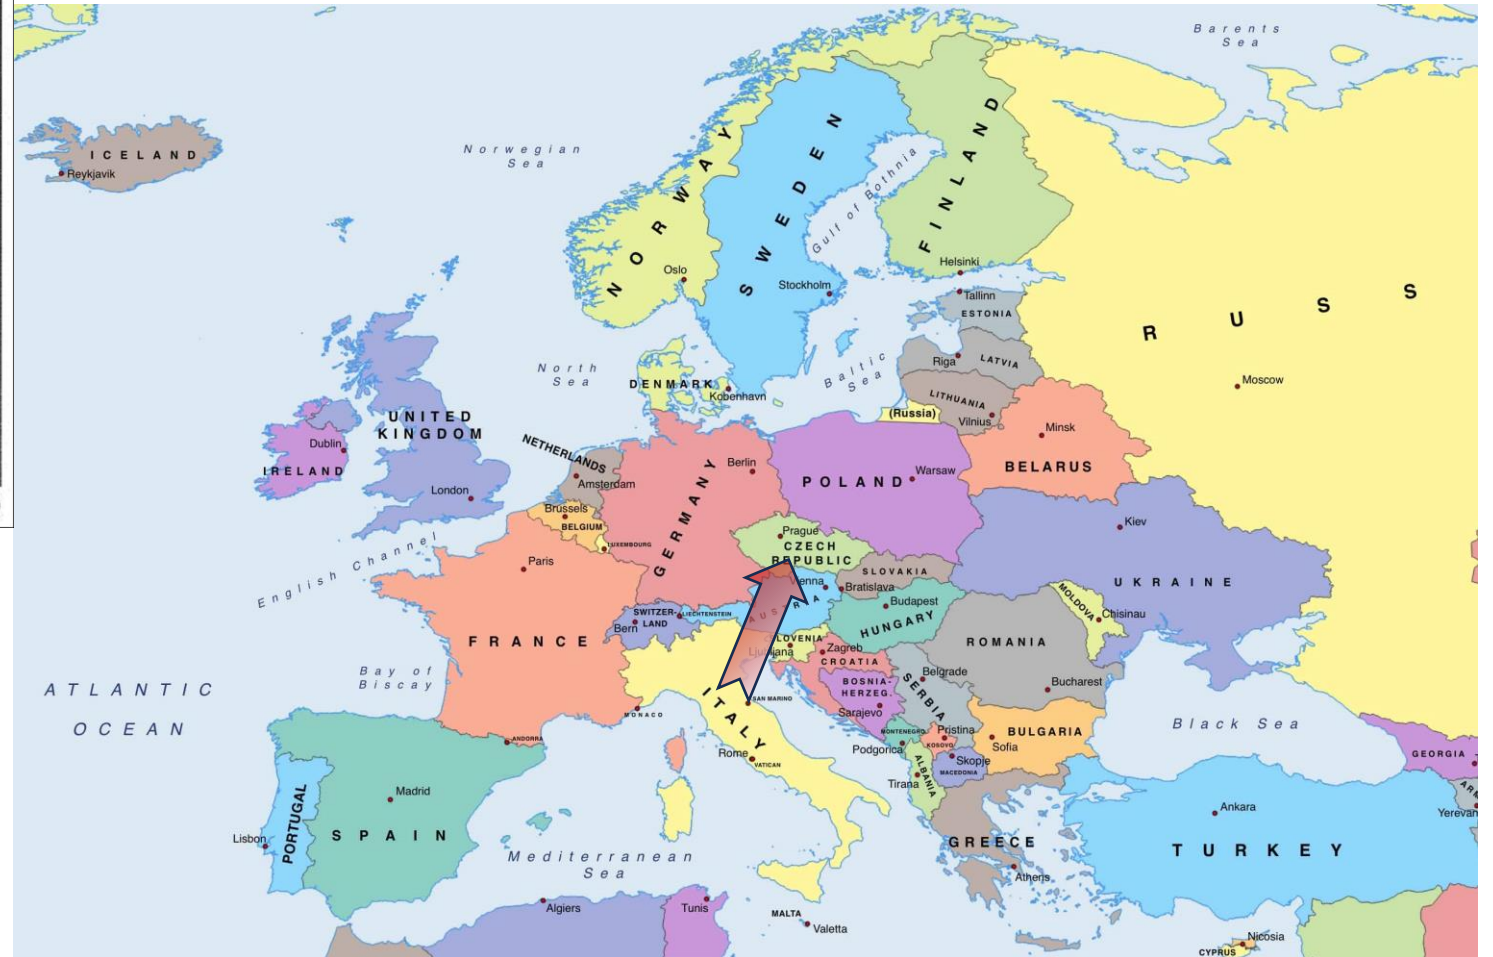 Barents
Sea
ICELAND
Reykjavik
Norwegian
Sea
NORWAY
Oslo
SWEDEN
Stockholm
Gulf of Bothnia
FINLAND
Helsinki
Tallinn
ESTONIA
Riga
LATVIA
LITHUANIA
Vilnius
(Russia)
RUSS
Moscow
North
Sea
Baltic
Sea
DENMARK
Kobenhavn
UNITED
KINGDOM
Dublin
IRELAND
London
NETHERLANDS
Amsterdam
Brussels
BELGIUM
LUXEMBOURG
GERMANY
Berlin
POLAND
Warsaw
Minsk
BELARUS
Kiev
UKRAINE
English Channel
Paris
FRANCE
Prague
CZECH
REPUBLIC
SLOVAKIA
Vienna
Bratislava
AUSTRIA
SWITZER-
LAND
Bern
LIECHTENSTEIN
Budapest
HUNGARY
MOLDOVA
Chisinau
ROMANIA
Bucharest
SLOVENIA
Ljubljana
Zagreb
CROATIA
BOSNIA-
HERZEG.
Sarajevo
Belgrade
SERBIA
Bay of
Biscay
ATLANTIC
OCEAN
MONACO
ANDORRA
ITALY
SAN MARINO
Rome
VATICAN
MONTENEGRO
Podgorica
Pristina
KOSOVO
Skopje
MACEDONIA
ALBANIA
Tirana
BULGARIA
Sofia
Black Sea
GEORGIA
ARM
Yerevan
PORTUGAL
Lisbon
Madrid
SPAIN
Mediterranean
Sea
GREECE
Athens
Ankara
TURKEY
Algiers
Tunis
MALTA
Valetta
Nicosia
CYPRUS